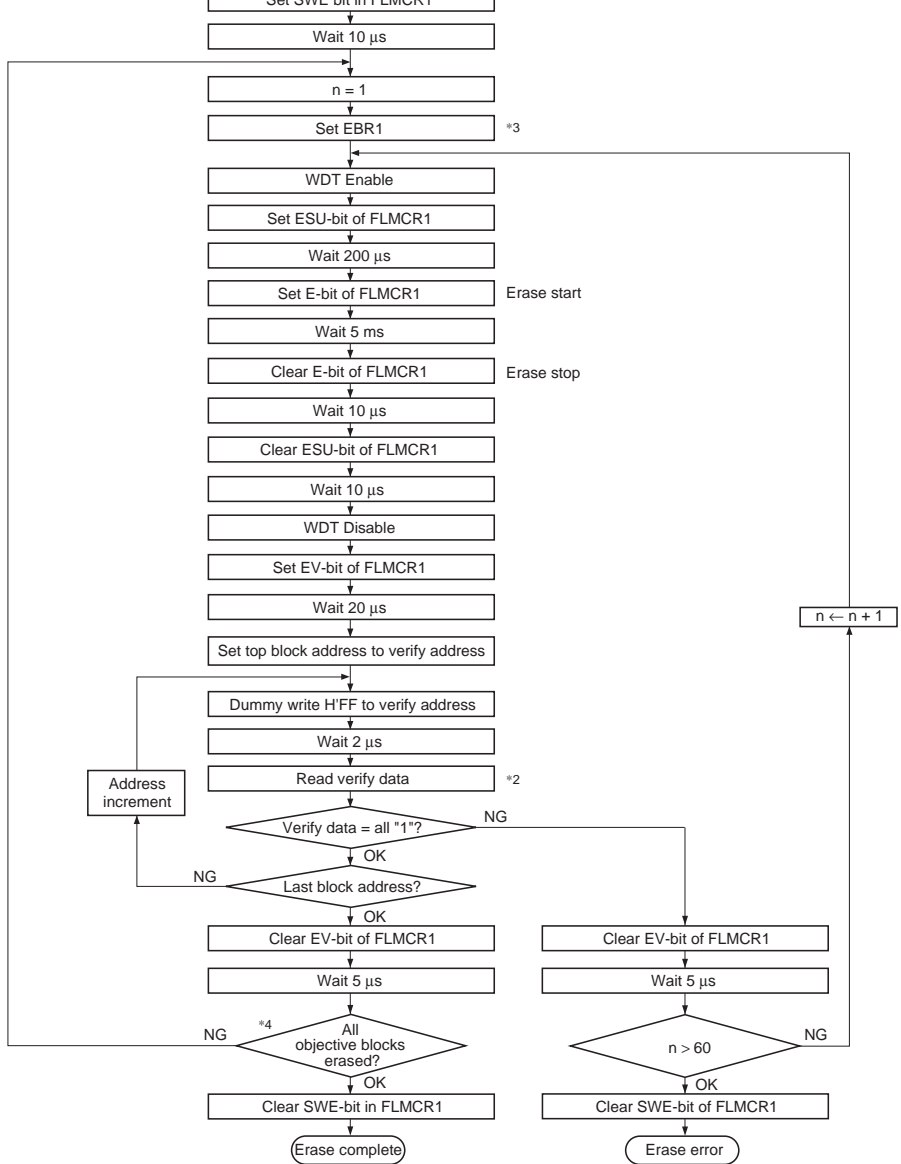 Set SWE-bit in FLMCR1
Wait 10 μs
n = 1
Set EBR1
*3
WDT Enable
Set ESU-bit of FLMCR1
Wait 200 μs
Set E-bit of FLMCR1
Erase start
Wait 5 ms
Clear E-bit of FLMCR1
Erase stop
Wait 10 μs
Clear ESU-bit of FLMCR1
Wait 10 μs
WDT Disable
Set EV-bit of FLMCR1
Wait 20 μs
n ← n + 1
Set top block address to verify address
Dummy write H'FF to verify address
Wait 2 μs
Read verify data
*2
Address
increment
Verify data = all "1"?
NG
OK
NG
Last block address?
OK
Clear EV-bit of FLMCR1
Clear EV-bit of FLMCR1
Wait 5 μs
Wait 5 μs
NG
*4
All
objective blocks
erased?
n > 60
NG
OK
OK
Clear SWE-bit in FLMCR1
Clear SWE-bit of FLMCR1
Erase complete
Erase error